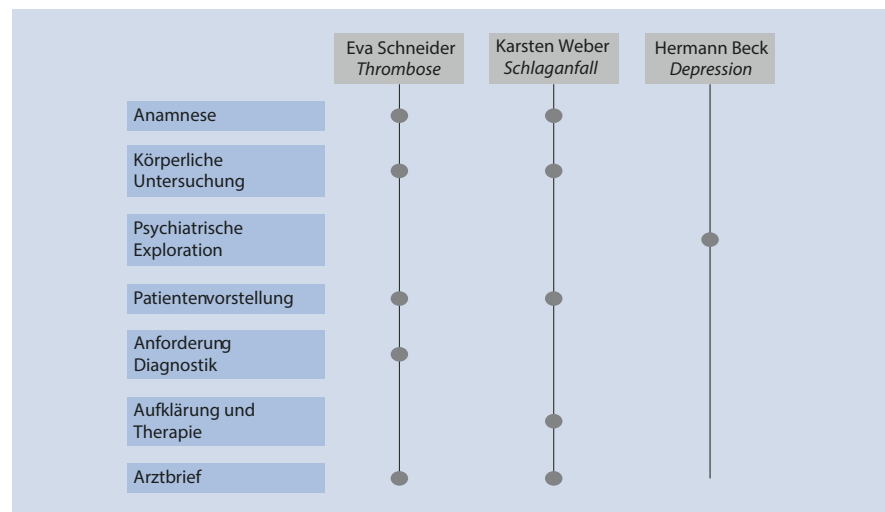 Eva Schneider
Thrombose
Karsten Weber
Schlaganfall
Hermann Beck
Depression
Anamnese
Körperliche
Untersuchung
Psychiatrische
Exploration
Patientenvorstellung
Anforderung
Diagnostik
Aufklärung und
Therapie
Arztbrief